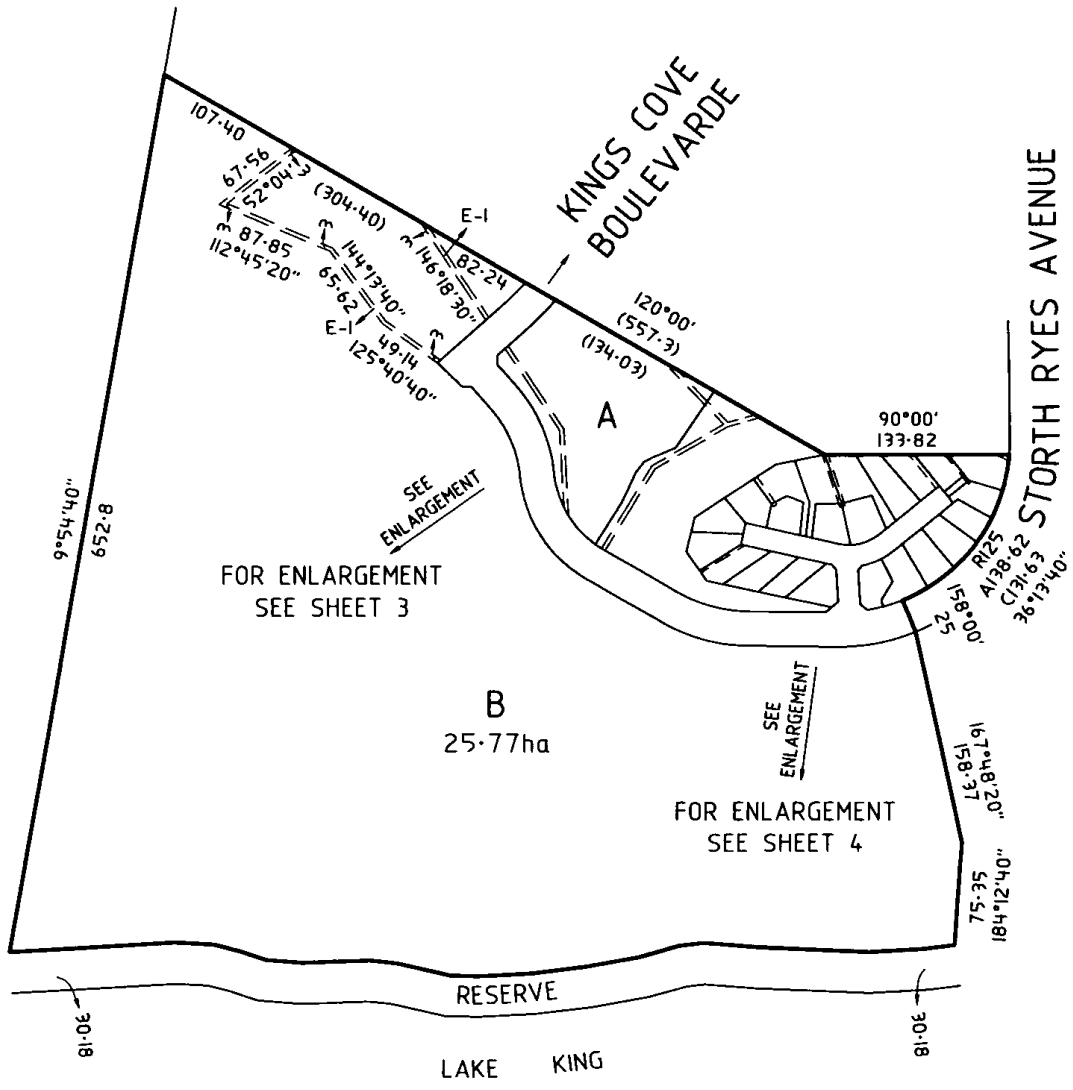 107·40
67·56
52°04'
3
(304·40)
E-1
KINGS COVE
BOULEVARDE
3
87·85
112°45'20"
3
144°13'40"
65·62
E-1
3
146°18'30"
82·24
3
49·14
125°40'40"
120°00'
(557·3)
(134·03)
A
90°00'
133·82
STORTH RYES AVENUE
9°54'40"
652·8
SEE
ENLARGEMENT
FOR ENLARGEMENT
SEE SHEET 3
R125
A138·62
C131·63
36°13'40"
158°00'
25
B
25·77ha
SEE
ENLARGEMENT
FOR ENLARGEMENT
SEE SHEET 4
167°48'20"
158·37
75·35
184°12'40"
RESERVE
30·18
30·18
LAKE KING